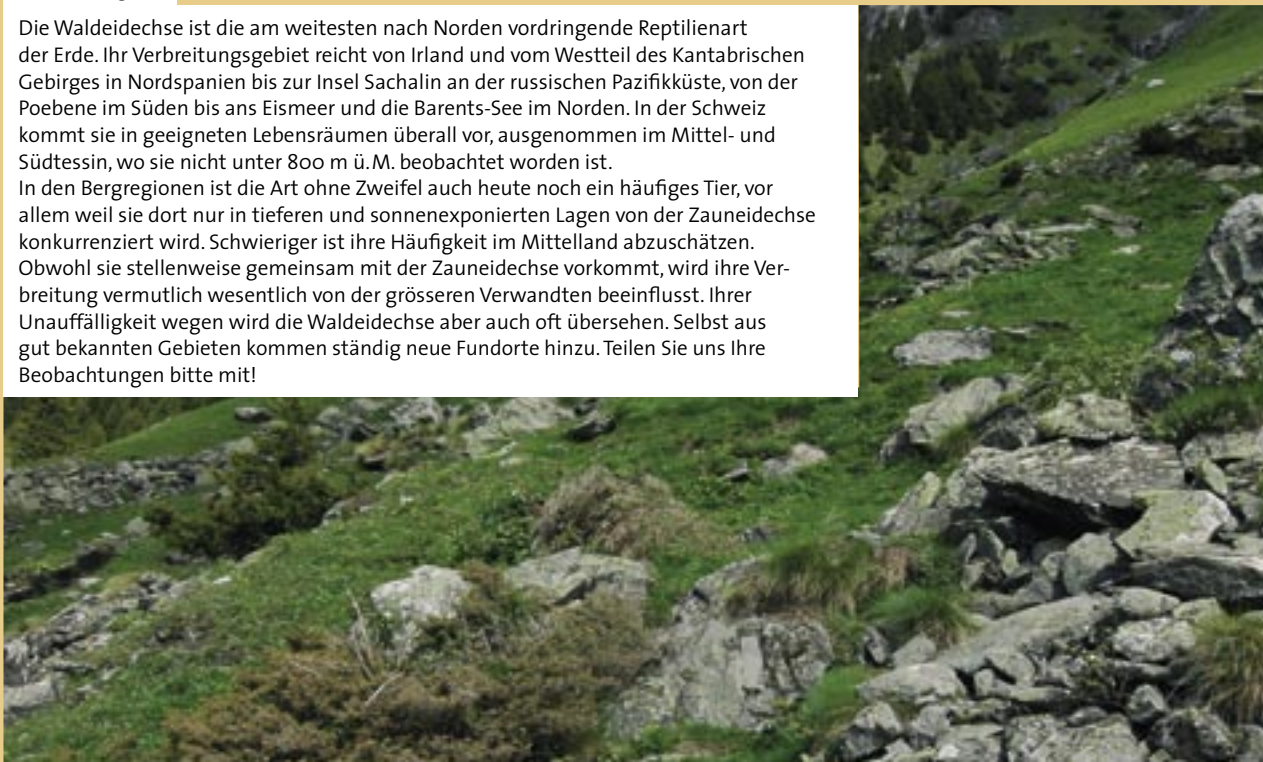 Die Waldeidechse ist die am weitesten nach Norden vordringende Reptilienart
der Erde. Ihr Verbreitungsgebiet reicht von Irland und vom Westteil des Kantabrischen
Gebirges in Nordspanien bis zur Insel Sachalin an der russischen Pazifikküste, von der
Poebene im Süden bis ans Eismeer und die Barents-See im Norden. In der Schweiz
kommt sie in geeigneten Lebensräumen überall vor, ausgenommen im Mittel- und
Südtessin, wo sie nicht unter 800 m ü. M. beobachtet worden ist.
In den Bergregionen ist die Art ohne Zweifel auch heute noch ein häufiges Tier, vor
allem weil sie dort nur in tieferen und sonnenexponierten Lagen von der Zauneidechse
konkurrenziert wird. Schwieriger ist ihre Häufigkeit im Mittelland abzuschätzen.
Obwohl sie stellenweise gemeinsam mit der Zauneidechse vorkommt, wird ihre Ver-
breitung vermutlich wesentlich von der grösseren Verwandten beeinflusst. Ihrer
Unauffälligkeit wegen wird die Waldeidechse aber auch oft übersehen. Selbst aus
gut bekannten Gebieten kommen ständig neue Fundorte hinzu. Teilen Sie uns Ihre
Beobachtungen bitte mit!